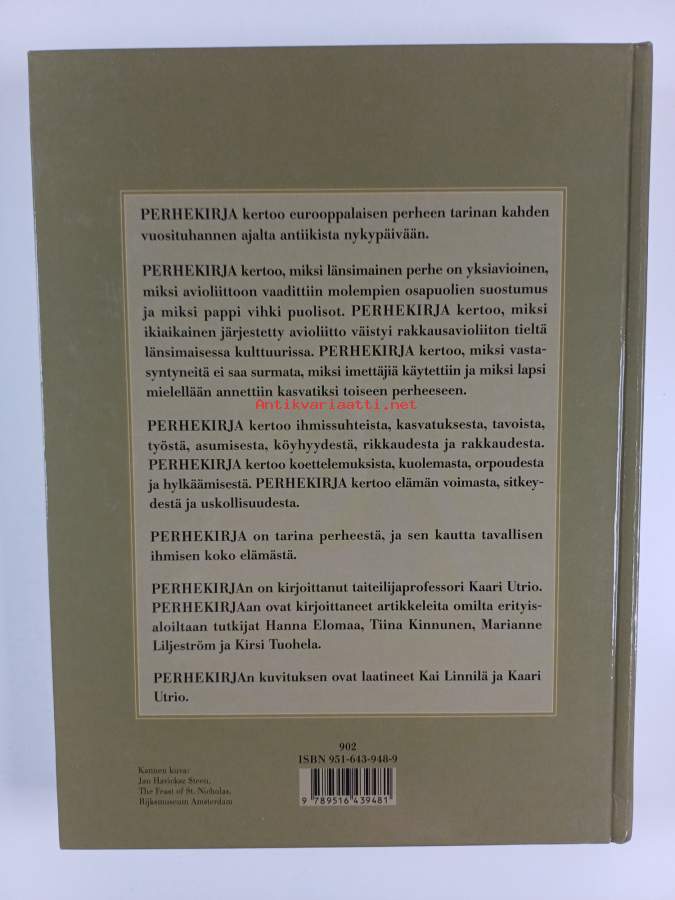 PERHEKIRJA kertoo eurooppalaisen perheen tarinan kahden
vuosituhannen ajalta antiikista nykypäivään.
PERHEKIRJA kertoo, miksi länsimainen perhe on yksiavioinen,
miksi avioliittoon vaadittiin molempien osapuolien suostumus
ja miksi pappi vihki puolisot. PERHEKIRJA kertoo, miksi
ikiaikainen järjestetty avioliitto väistyi rakkausavioliiton tieltä
länsimaisessa kulttuurissa. PERHEKIRJA kertoo, miksi vasta-
syntyneitä ei saa surmata, miksi imettäjiä käytettiin ja miksi lapsi
mielellään annettiin kasvatiksi toiseen perheeseen.
Antikvariaatti.net
PERHEKIRJA kertoo ihmissuhteista, kasvatuksesta, tavoista,
työstä, asumisesta, köyhyydestä, rikkaudesta ja rakkaudesta.
PERHEKIRJA kertoo koettelemuksista, kuolemasta, orpoudesta
ja hylkäämisestä. PERHEKIRJA kertoo elämän voimasta, sitkey-
destä ja uskollisuudesta.
PERHEKIRJA on tarina perheestä, ja sen kautta tavallisen
ihmisen koko elämästä.
PERHEKIRJAn on kirjoittanut taiteilijaprofessori Kaari Utrio.
PERHEKIRJAan ovat kirjoittaneet artikkeleita omilta erityis-
aloiltaan tutkijat Hanna Elomaa, Tiina Kinnunen, Marianne
Liljeström ja Kirsi Tuohela.
PERHEKIRJAn kuvituksen ovat laatineet Kai Linnilä ja Kaari
Utrio.
902
ISBN 951-643-948-9
9 789516 439481
Kannen kuva:
Jan Havicksz Steen,
The Feast of St. Nicholas,
Rijksmuseum Amsterdam